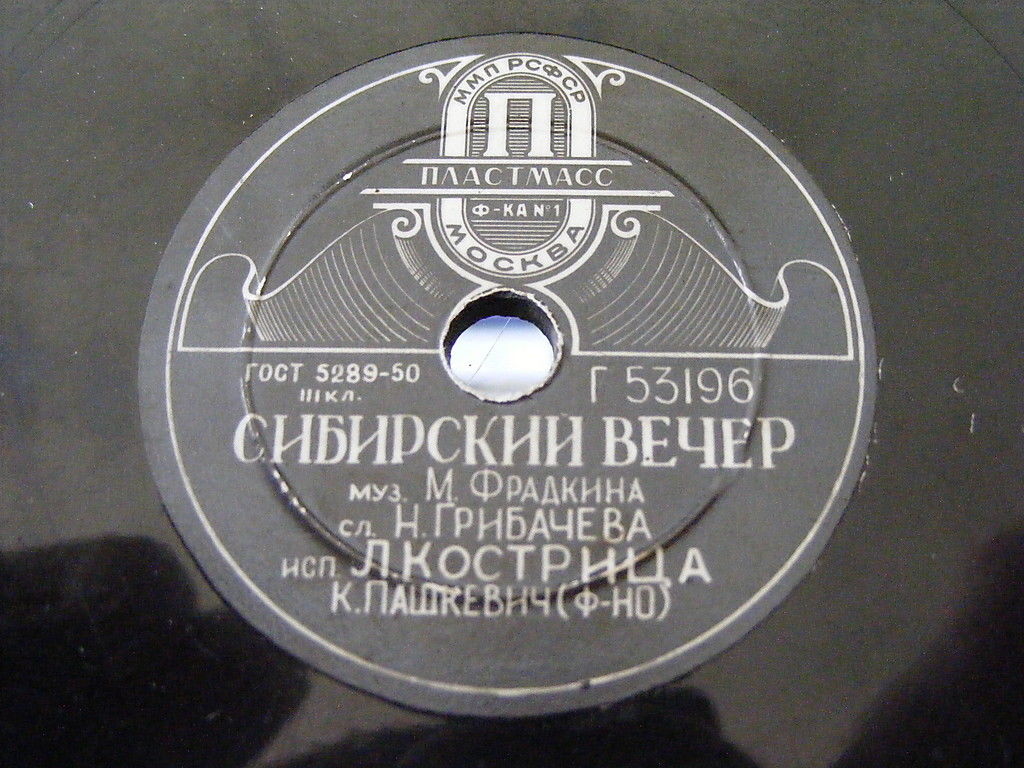 ММП РСФСР
П
ПЛАСТМАСС
Ф-КА №1
МОСКВА
ГОСТ 5289-50
III КЛ.
Г 53196
СИБИРСКИЙ ВЕЧЕР
МУЗ. М. ФРАДКИНА
СЛ. Н. ГРИБАЧЕВА
ИСП. Л. КОСТРИЦА
К. ПАШКЕВИЧ (Ф-НО)